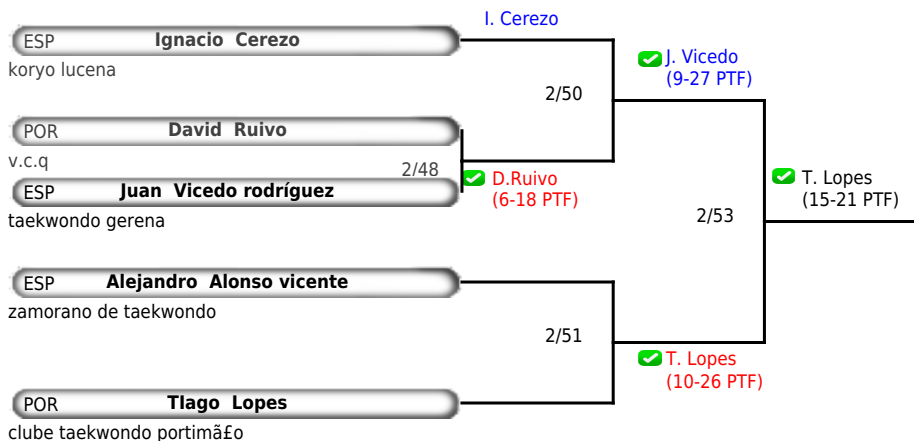 I. Cerezo
ESP Ignacio Cerezo
koryo lucena
J. Vicedo
(9-27 PTF)
2/50
POR David Ruivo
v.c.q
2/48
ESP Juan Vicedo rodríguez
taekwondo gerena
D.Ruivo
(6-18 PTF)
T. Lopes
(15-21 PTF)
2/53
ESP Alejandro Alonso vicente
zamorano de taekwondo
2/51
T. Lopes
(10-26 PTF)
POR TIago Lopes
clube taekwondo portimã£o